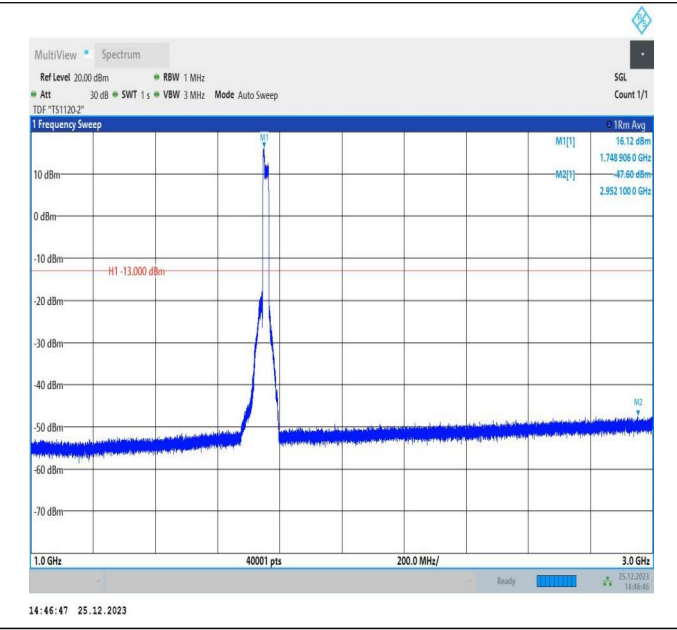 MultiView Spectrum
Ref Level 20.00 dBm RBW 1 MHz SGL
Att 30 dB SWT 1 s VBW 3 MHz Mode Auto Sweep Count 1/1
TDF "TS1120-2"
1 Frequency Sweep 1Rm Avg
M1 M1[1] 16.12 dBm
1.748 906 0 GHz
10 dBm M2[1] -47.60 dBm
2.952 100 0 GHz
0 dBm
-10 dBm
H1 -13.000 dBm
-20 dBm
-30 dBm
-40 dBm
M2
-50 dBm
-60 dBm
-70 dBm
1.0 GHz 40001 pts 200.0 MHz/ 3.0 GHz
Ready 25.12.2023
14:46:46
14:46:47 25.12.2023